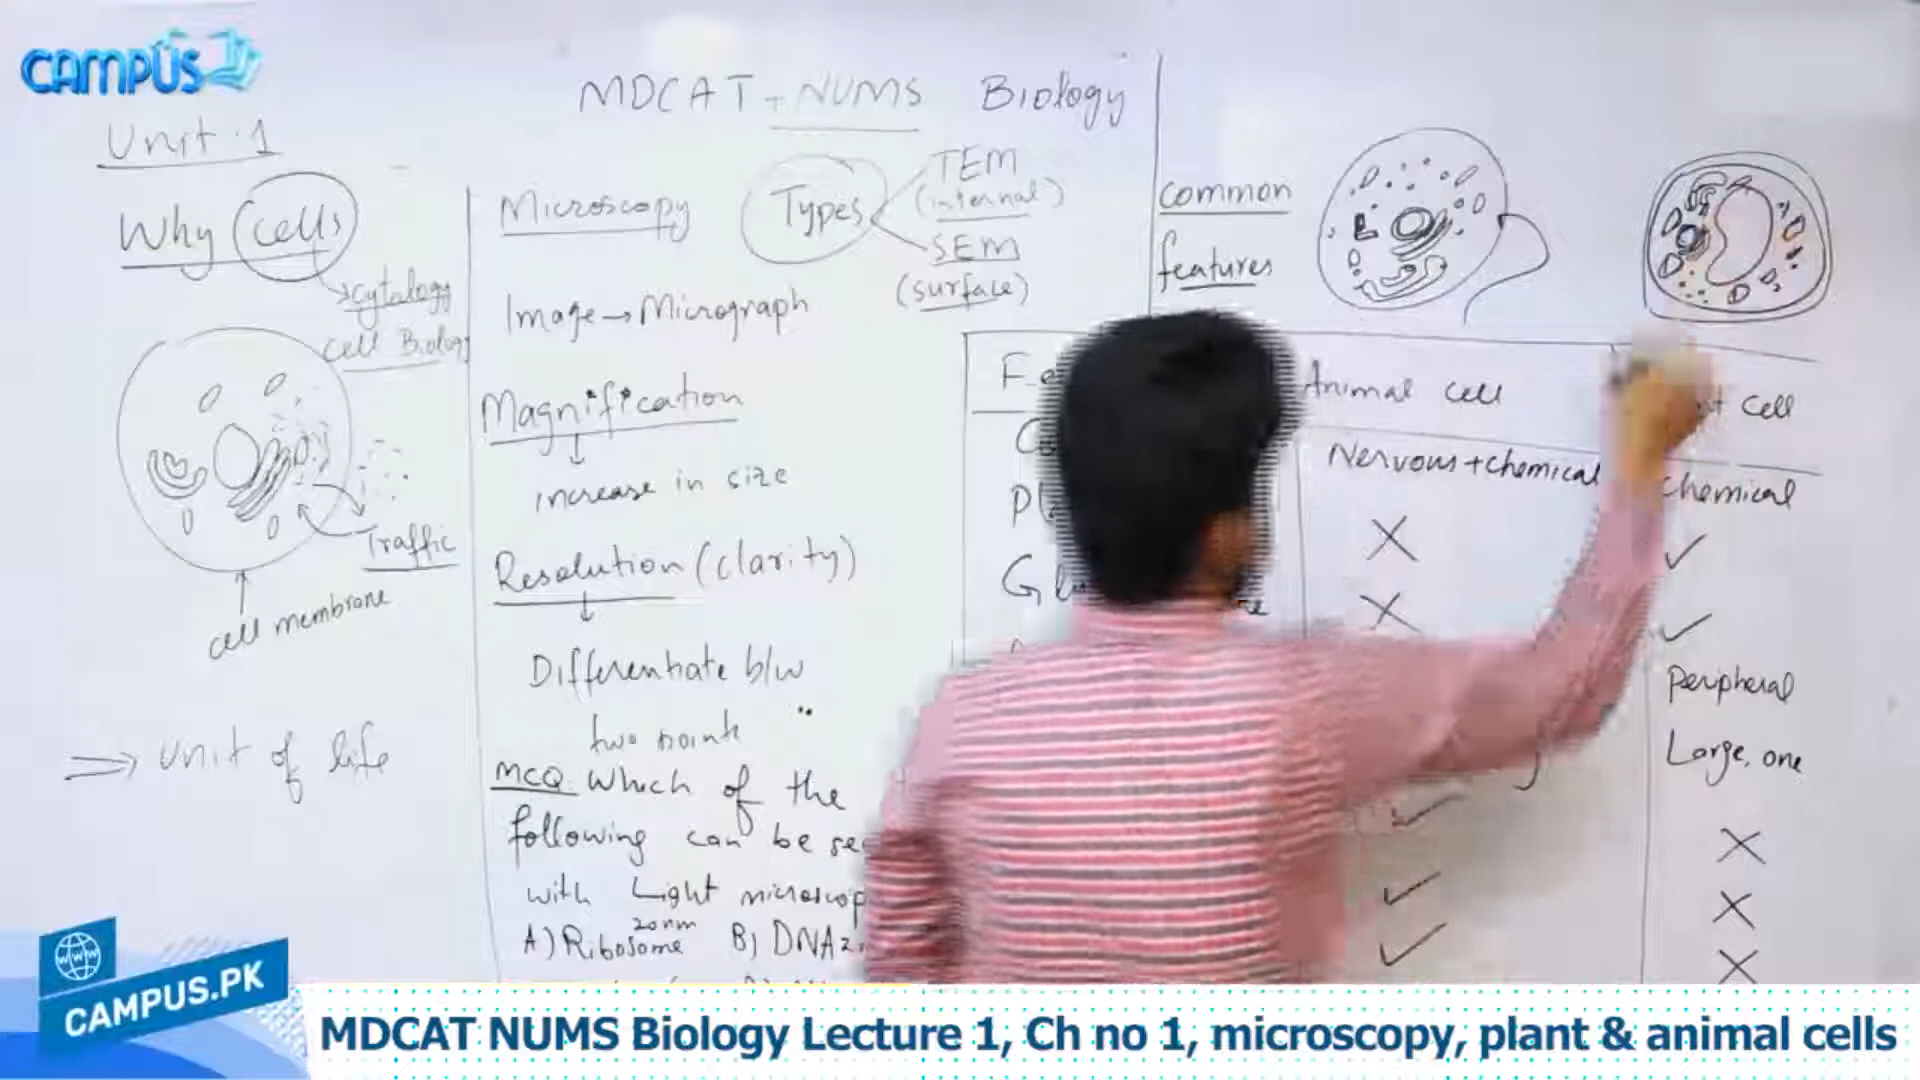 CAMPUS
MDCAT + NUMS Biology
Unit 1
Why cells
cytology
cell Biology
Traffic
cell membrane
⇒ unit of life
Microscopy
Types
TEM
(internal)
SEM
(surface)
Image → Micrograph
Magnification
increase in size
Resolution (clarity)
Differentiate b/w
two points
MCQ. Which of the
following can be
with Light
20nm
A) Ribosome B) DNA
common
features
Animal cell
cell
Nervous+chemical
chemical
X
✓
X
✓
Peripheral
Large, one
✓
X
✓
X
✓
X
www
CAMPUS.PK
MDCAT NUMS Biology Lecture 1, Ch no 1, microscopy, plant & animal cells